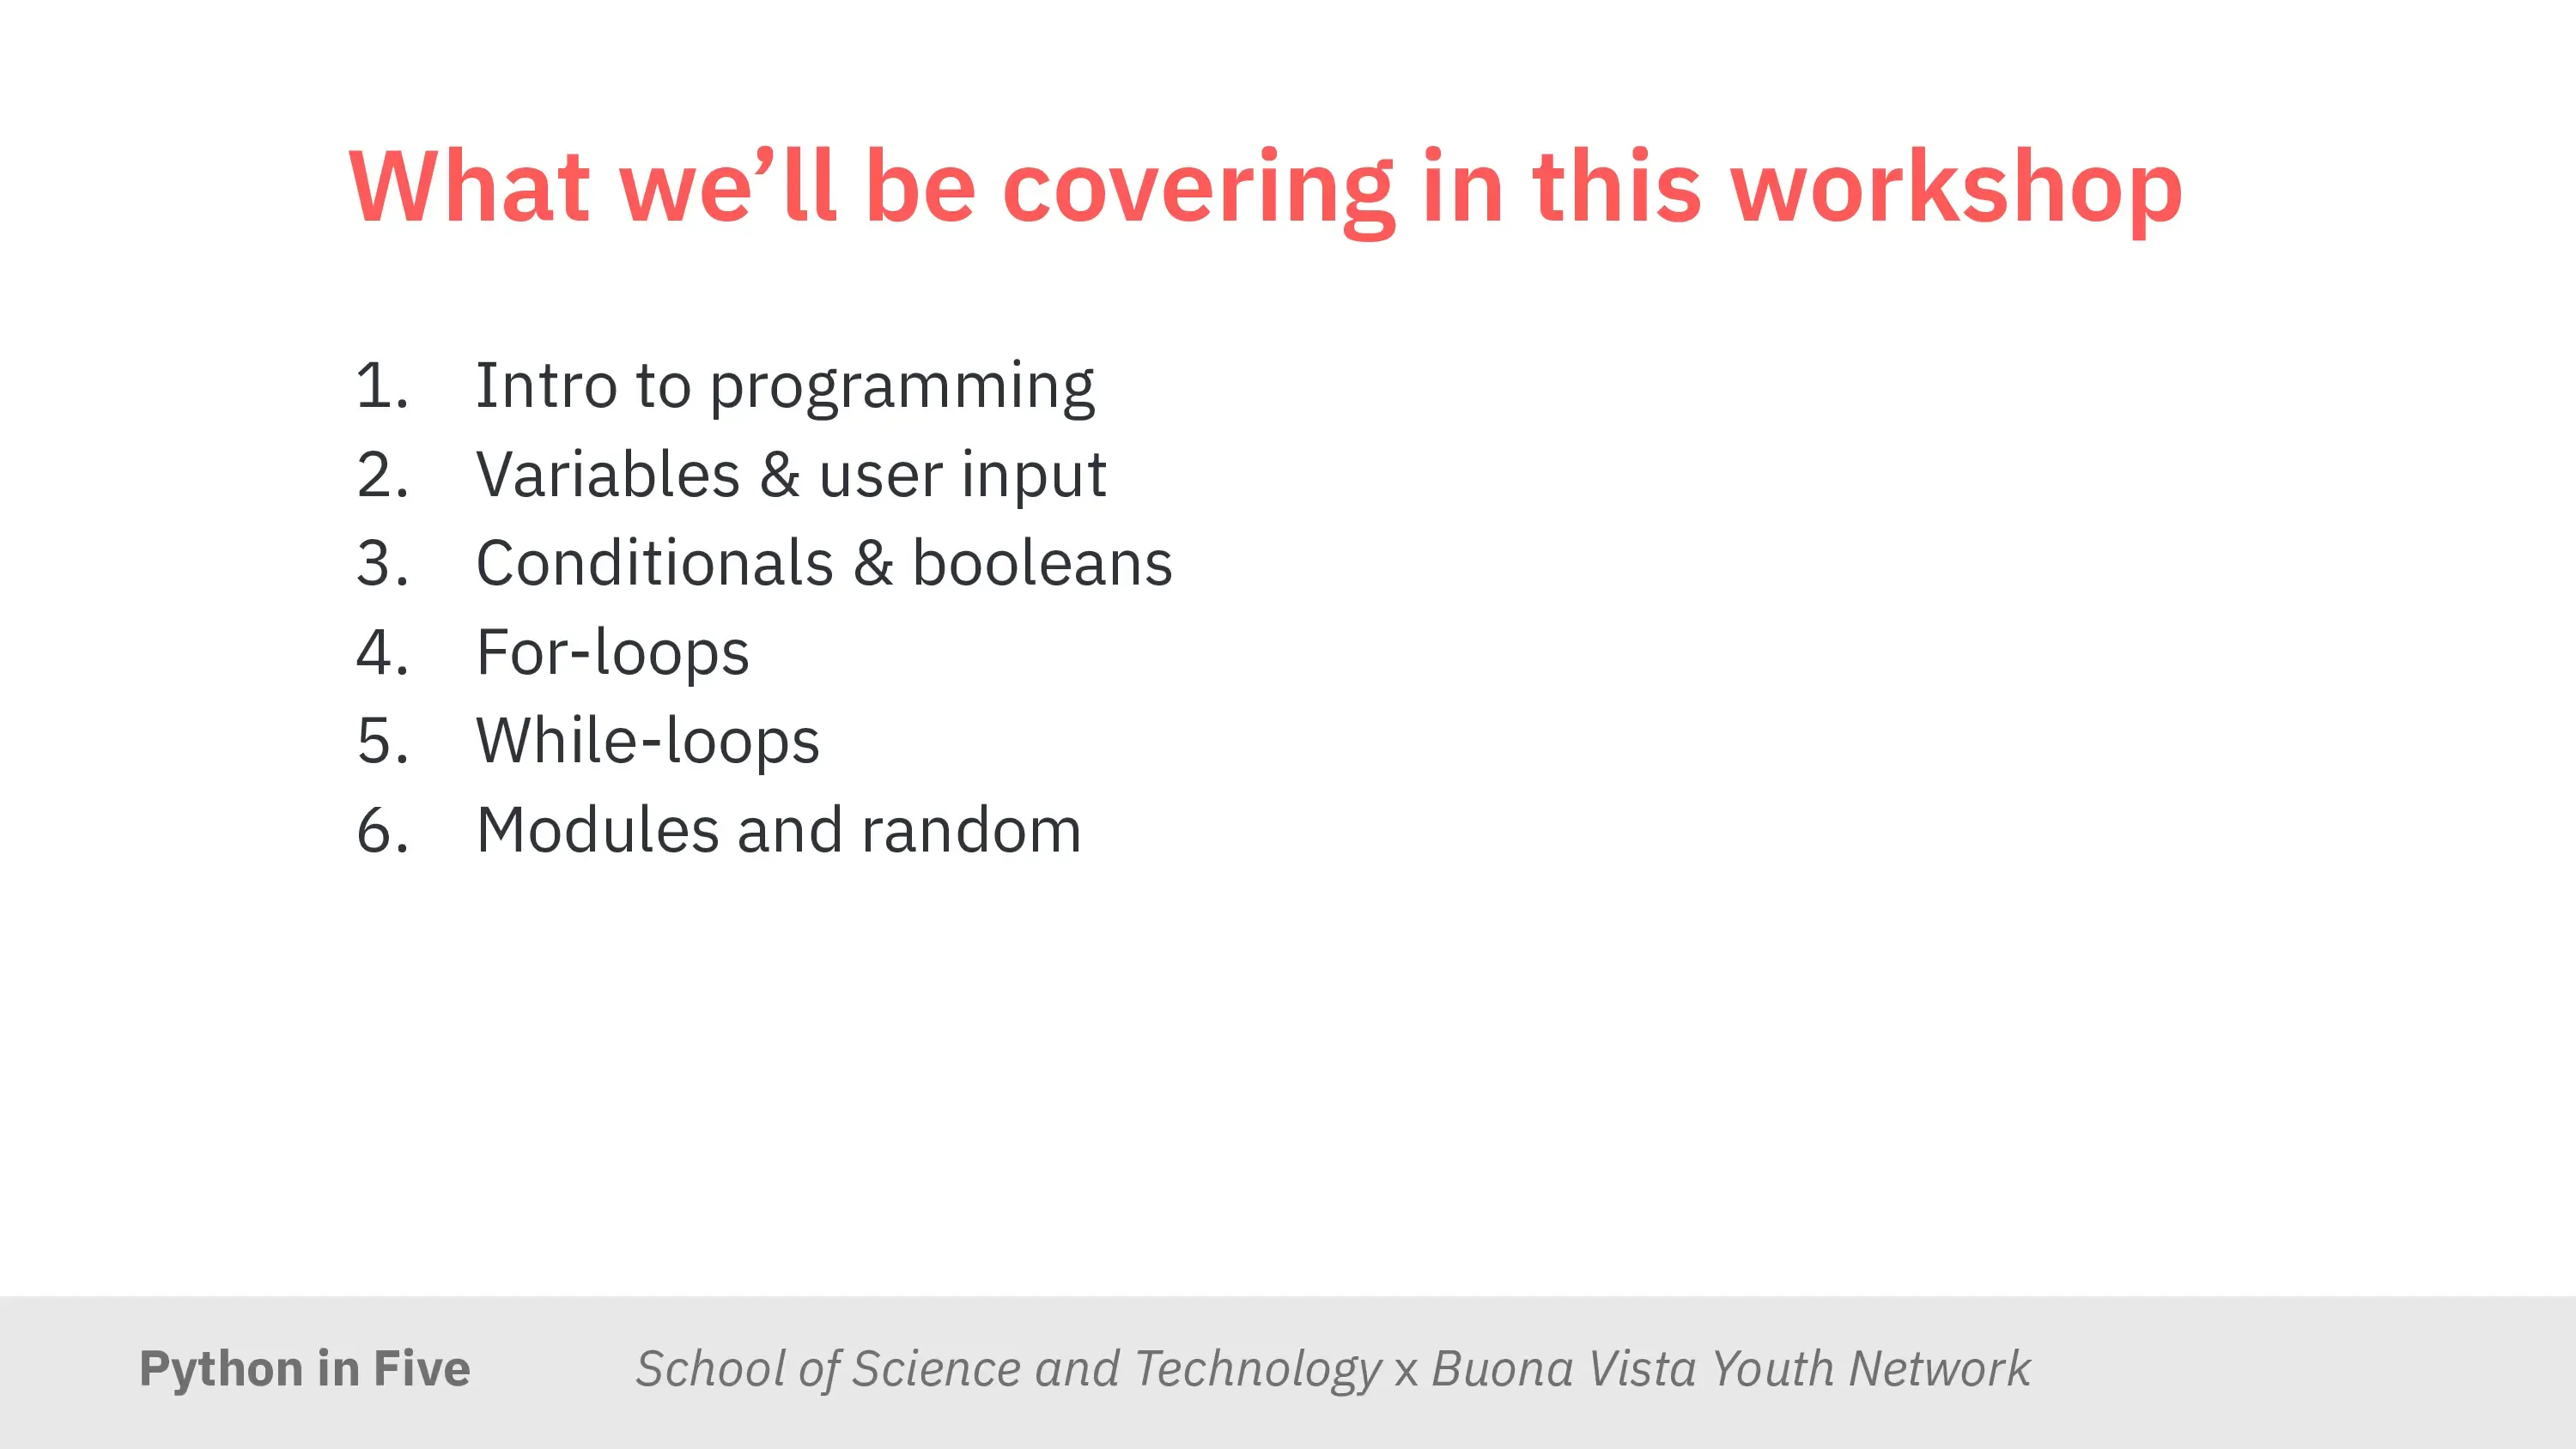 What we’ll be covering in this workshop
1. Intro to programming
2. Variables & user input
3. Conditionals & booleans
4. For-loops
5. While-loops
6. Modules and random
Python in Five School of Science and Technology x Buona Vista Youth Network